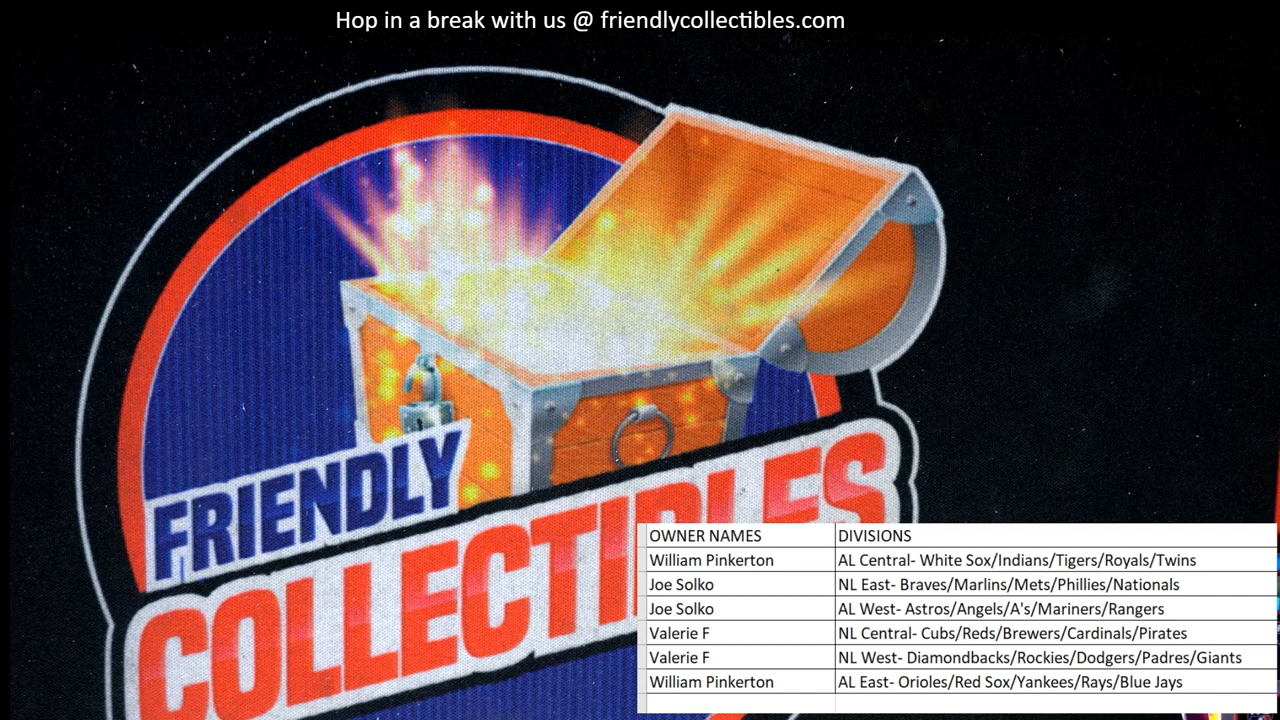 Hop in a break with us @ friendlycollectibles.com
FRIENDLY
COLLECTIBLES
OWNER NAMES DIVISIONS
William Pinkerton AL Central- White Sox/Indians/Tigers/Royals/Twins
Joe Solko NL East- Braves/Marlins/Mets/Phillies/Nationals
Joe Solko AL West- Astros/Angels/A's/Mariners/Rangers
Valerie F NL Central- Cubs/Reds/Brewers/Cardinals/Pirates
Valerie F NL West- Diamondbacks/Rockies/Dodgers/Padres/Giants
William Pinkerton AL East- Orioles/Red Sox/Yankees/Rays/Blue Jays